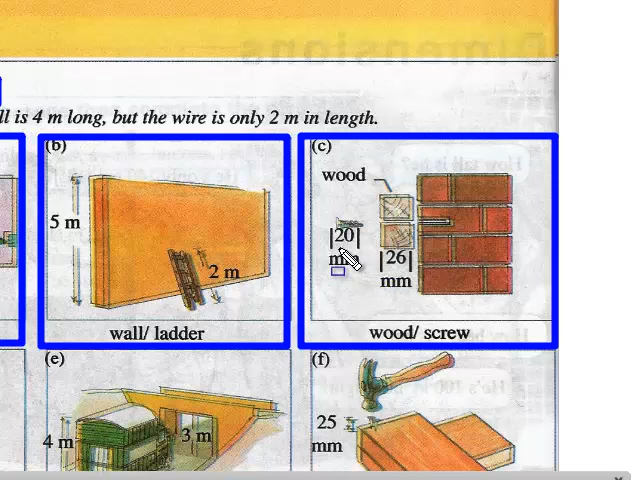 ll is 4 m long, but the wire is only 2 m in length.
(b)
5 m
2 m
wall/ ladder
(c)
wood
20
mm
26
mm
wood/ screw
(e)
4 m
3 m
(f)
25
mm